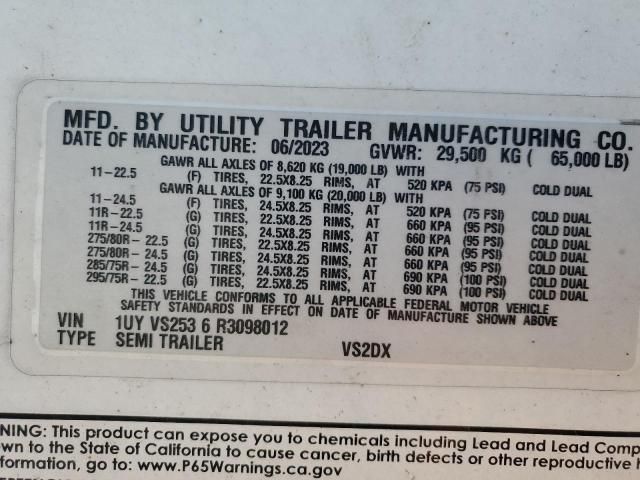 MFD. BY UTILITY TRAILER MANUFACTURING CO.
DATE OF MANUFACTURE: 06/2023 GVWR: 29,500 KG ( 65,000 LB)
GAWR ALL AXLES OF 8,620 KG (19,000 LB) WITH
11-22.5 (F) TIRES, 22.5X8.25 RIMS, AT 520 KPA (75 PSI) COLD DUAL
GAWR ALL AXLES OF 9,100 KG (20,000 LB) WITH
11-24.5 (F) TIRES, 24.5X8.25 RIMS, AT 520 KPA (75 PSI) COLD DUAL
11R-22.5 (G) TIRES, 22.5X8.25 RIMS, AT 660 KPA (95 PSI) COLD DUAL
11R-24.5 (G) TIRES, 24.5X8.25 RIMS, AT 660 KPA (95 PSI) COLD DUAL
275/80R- 22.5 (G) TIRES, 22.5X8.25 RIMS, AT 660 KPA (95 PSI) COLD DUAL
275/80R- 24.5 (G) TIRES, 24.5X8.25 RIMS, AT 660 KPA (95 PSI) COLD DUAL
285/75R- 24.5 (G) TIRES, 24.5X8.25 RIMS, AT 690 KPA (100 PSI) COLD DUAL
295/75R- 22.5 (G) TIRES, 22.5X8.25 RIMS, AT 690 KPA (100 PSI) COLD DUAL
THIS VEHICLE CONFORMS TO ALL APPLICABLE FEDERAL MOTOR VEHICLE
SAFETY STANDARDS IN EFFECT ON DATE OF MANUFACTURE SHOWN ABOVE
VIN 1UY VS253 6 R3098012
TYPE SEMI TRAILER VS2DX
NING: This product can expose you to chemicals including Lead and Lead Comp
wn to the State of California to cause cancer, birth defects or other reproductive h
formation, go to: www.P65Warnings.ca.gov